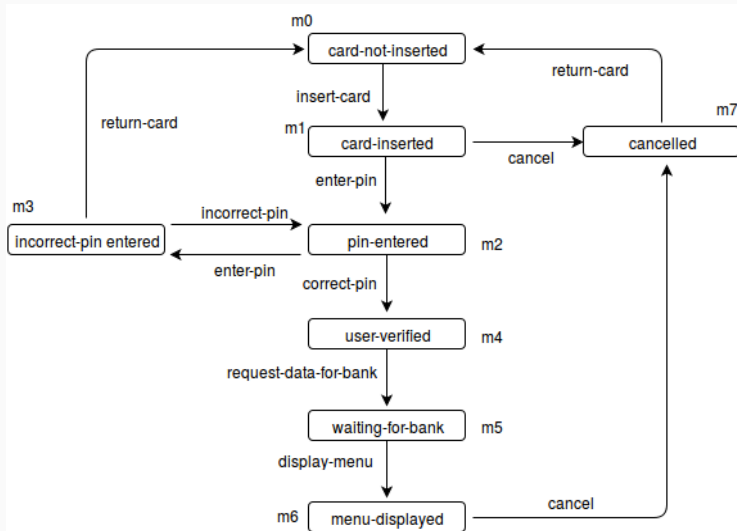 m0
card-not-inserted
return-card
return-card
insert-card
m7
m1
card-inserted
cancelled
cancel
enter-pin
m3
incorrect-pin
incorrect-pin entered
pin-entered
m2
enter-pin
correct-pin
user-verified
m4
request-data-for-bank
waiting-for-bank
m5
display-menu
cancel
m6
menu-displayed